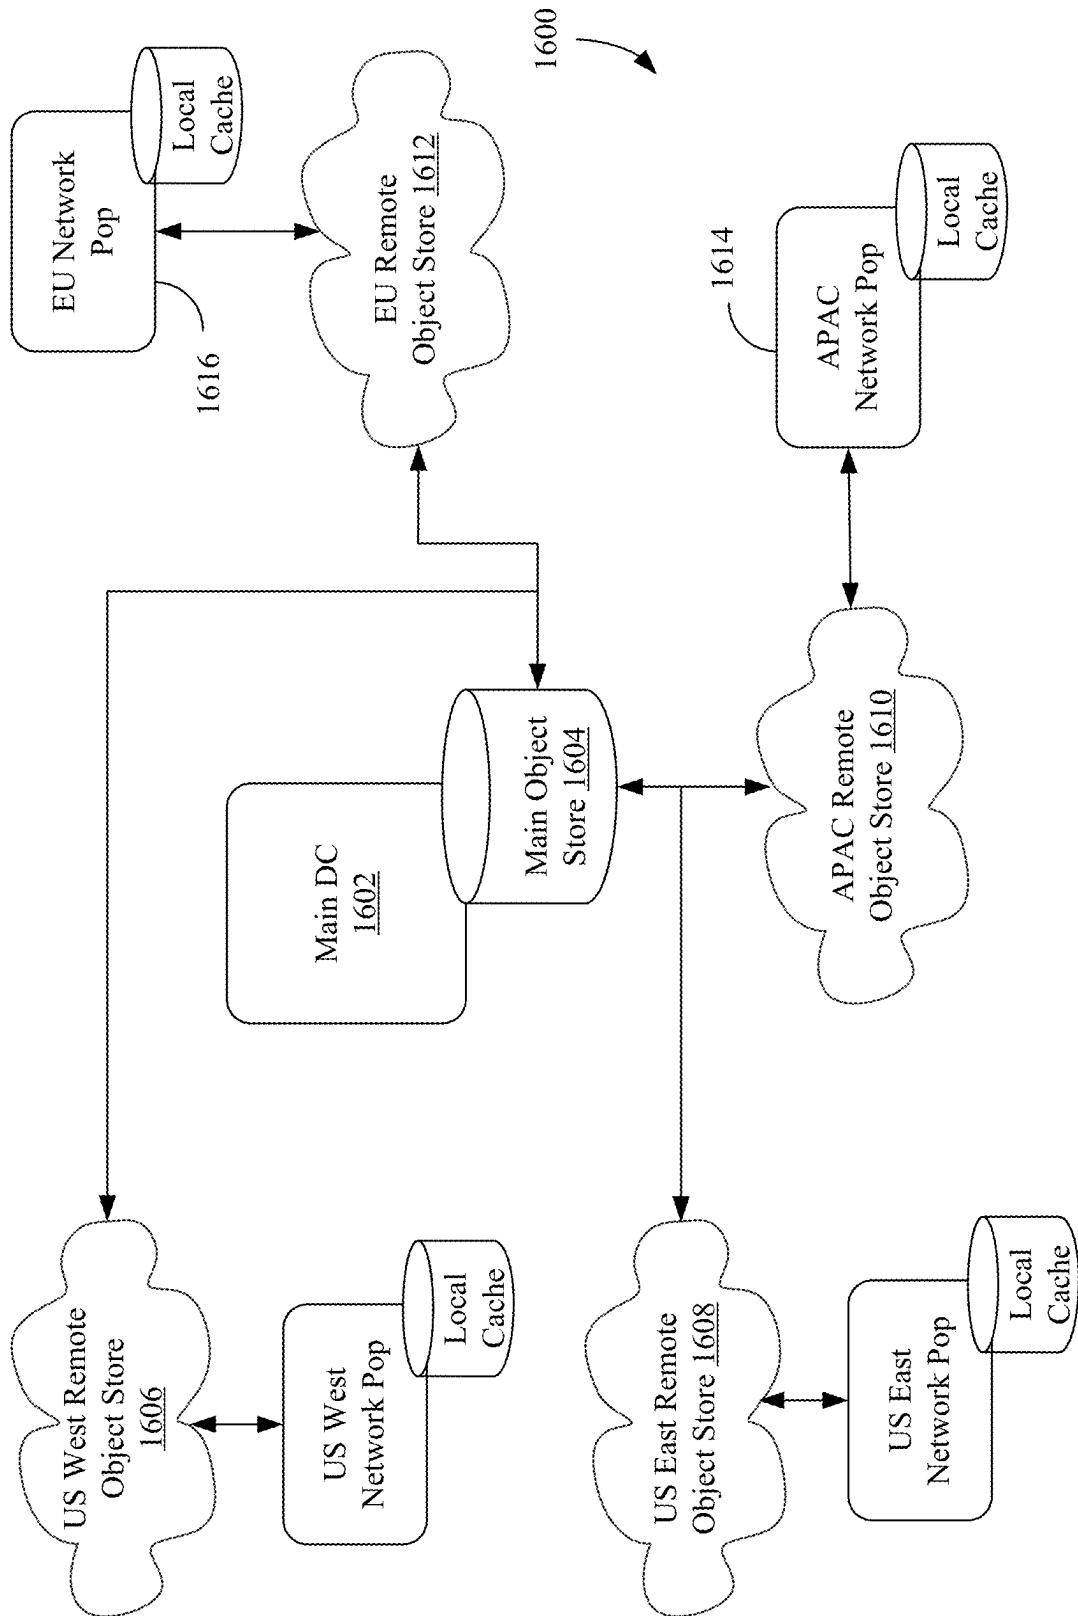 US West Remote
Object Store
1606
US West
Network Pop
Local
Cache
US East Remote
Object Store 1608
US East
Network Pop
Local
Cache
Main DC
1602
Main Object
Store 1604
APAC Remote
Object Store 1610
EU Network
Pop
Local
Cache
1616
EU Remote
Object Store 1612
1600
1614
APAC
Network Pop
Local
Cache